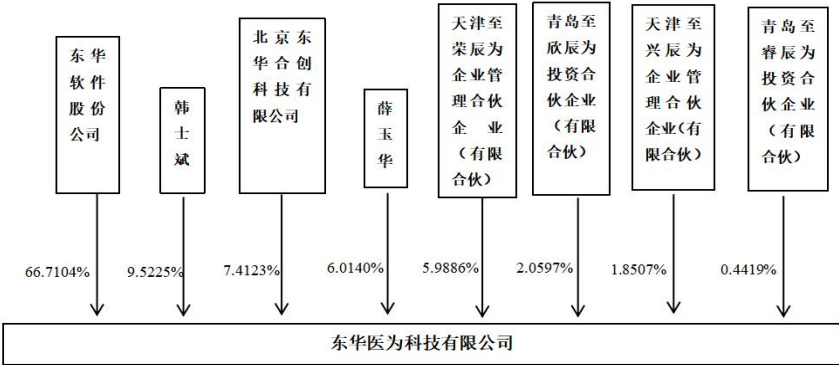 东华
软件
股份
公司
韩
士
斌
北京东
华合创
科技有
限公司
薛
玉
华
天津至
荣辰为
企业管
理合伙
企业
（有限
合伙）
青岛至
欣辰为
投资合
伙企业
（有限
合伙）
天津至
兴辰为
企业管
理合伙
企业（有
限合伙）
青岛至
睿辰为
投资合
伙企业
（有限
合伙）
66.7104%
9.5225%
7.4123%
6.0140%
5.9886%
2.0597%
1.8507%
0.4419%
东华医为科技有限公司